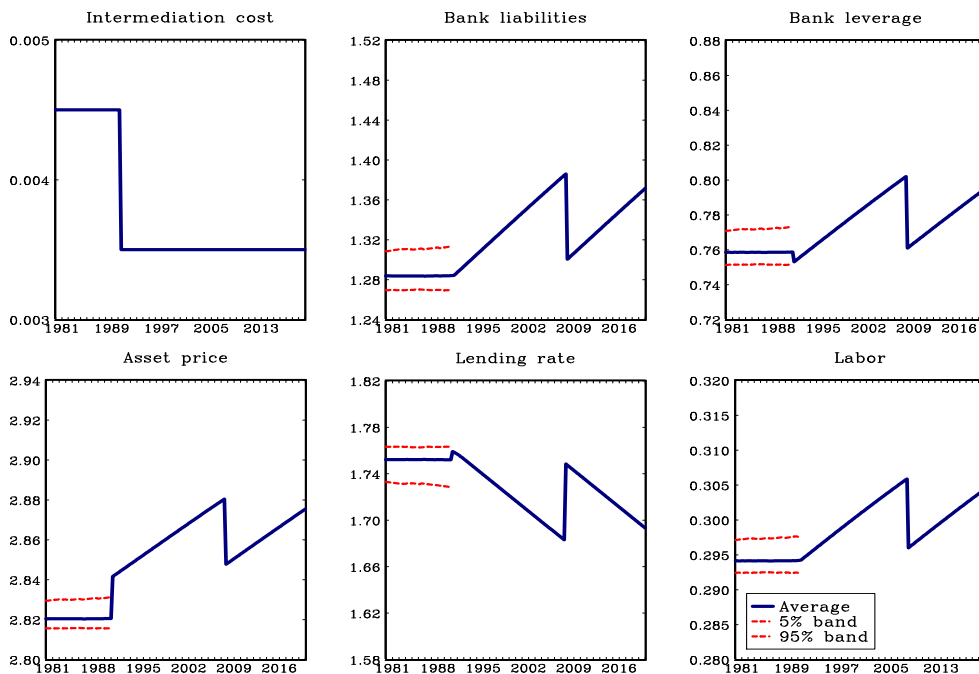 Intermediation cost
0.005
0.004
0.003
1981 1989 1997 2005 2013
Bank liabilities
1.52
1.48
1.44
1.40
1.36
1.32
1.28
1.24
1981 1988 1995 2002 2009 2016
Bank leverage
0.88
0.86
0.84
0.82
0.80
0.78
0.76
0.74
0.72
1981 1988 1995 2002 2009 2016
Asset price
2.94
2.92
2.90
2.88
2.86
2.84
2.82
2.80
1981 1988 1995 2002 2009 2016
Lending rate
1.82
1.78
1.74
1.70
1.66
1.62
1.58
1981 1988 1995 2002 2009 2016
Labor
0.320
0.315
0.310
0.305
0.300
0.295
0.290
0.285
0.280
1981 1989 1997 2005 2013
Average
5% band
95% band